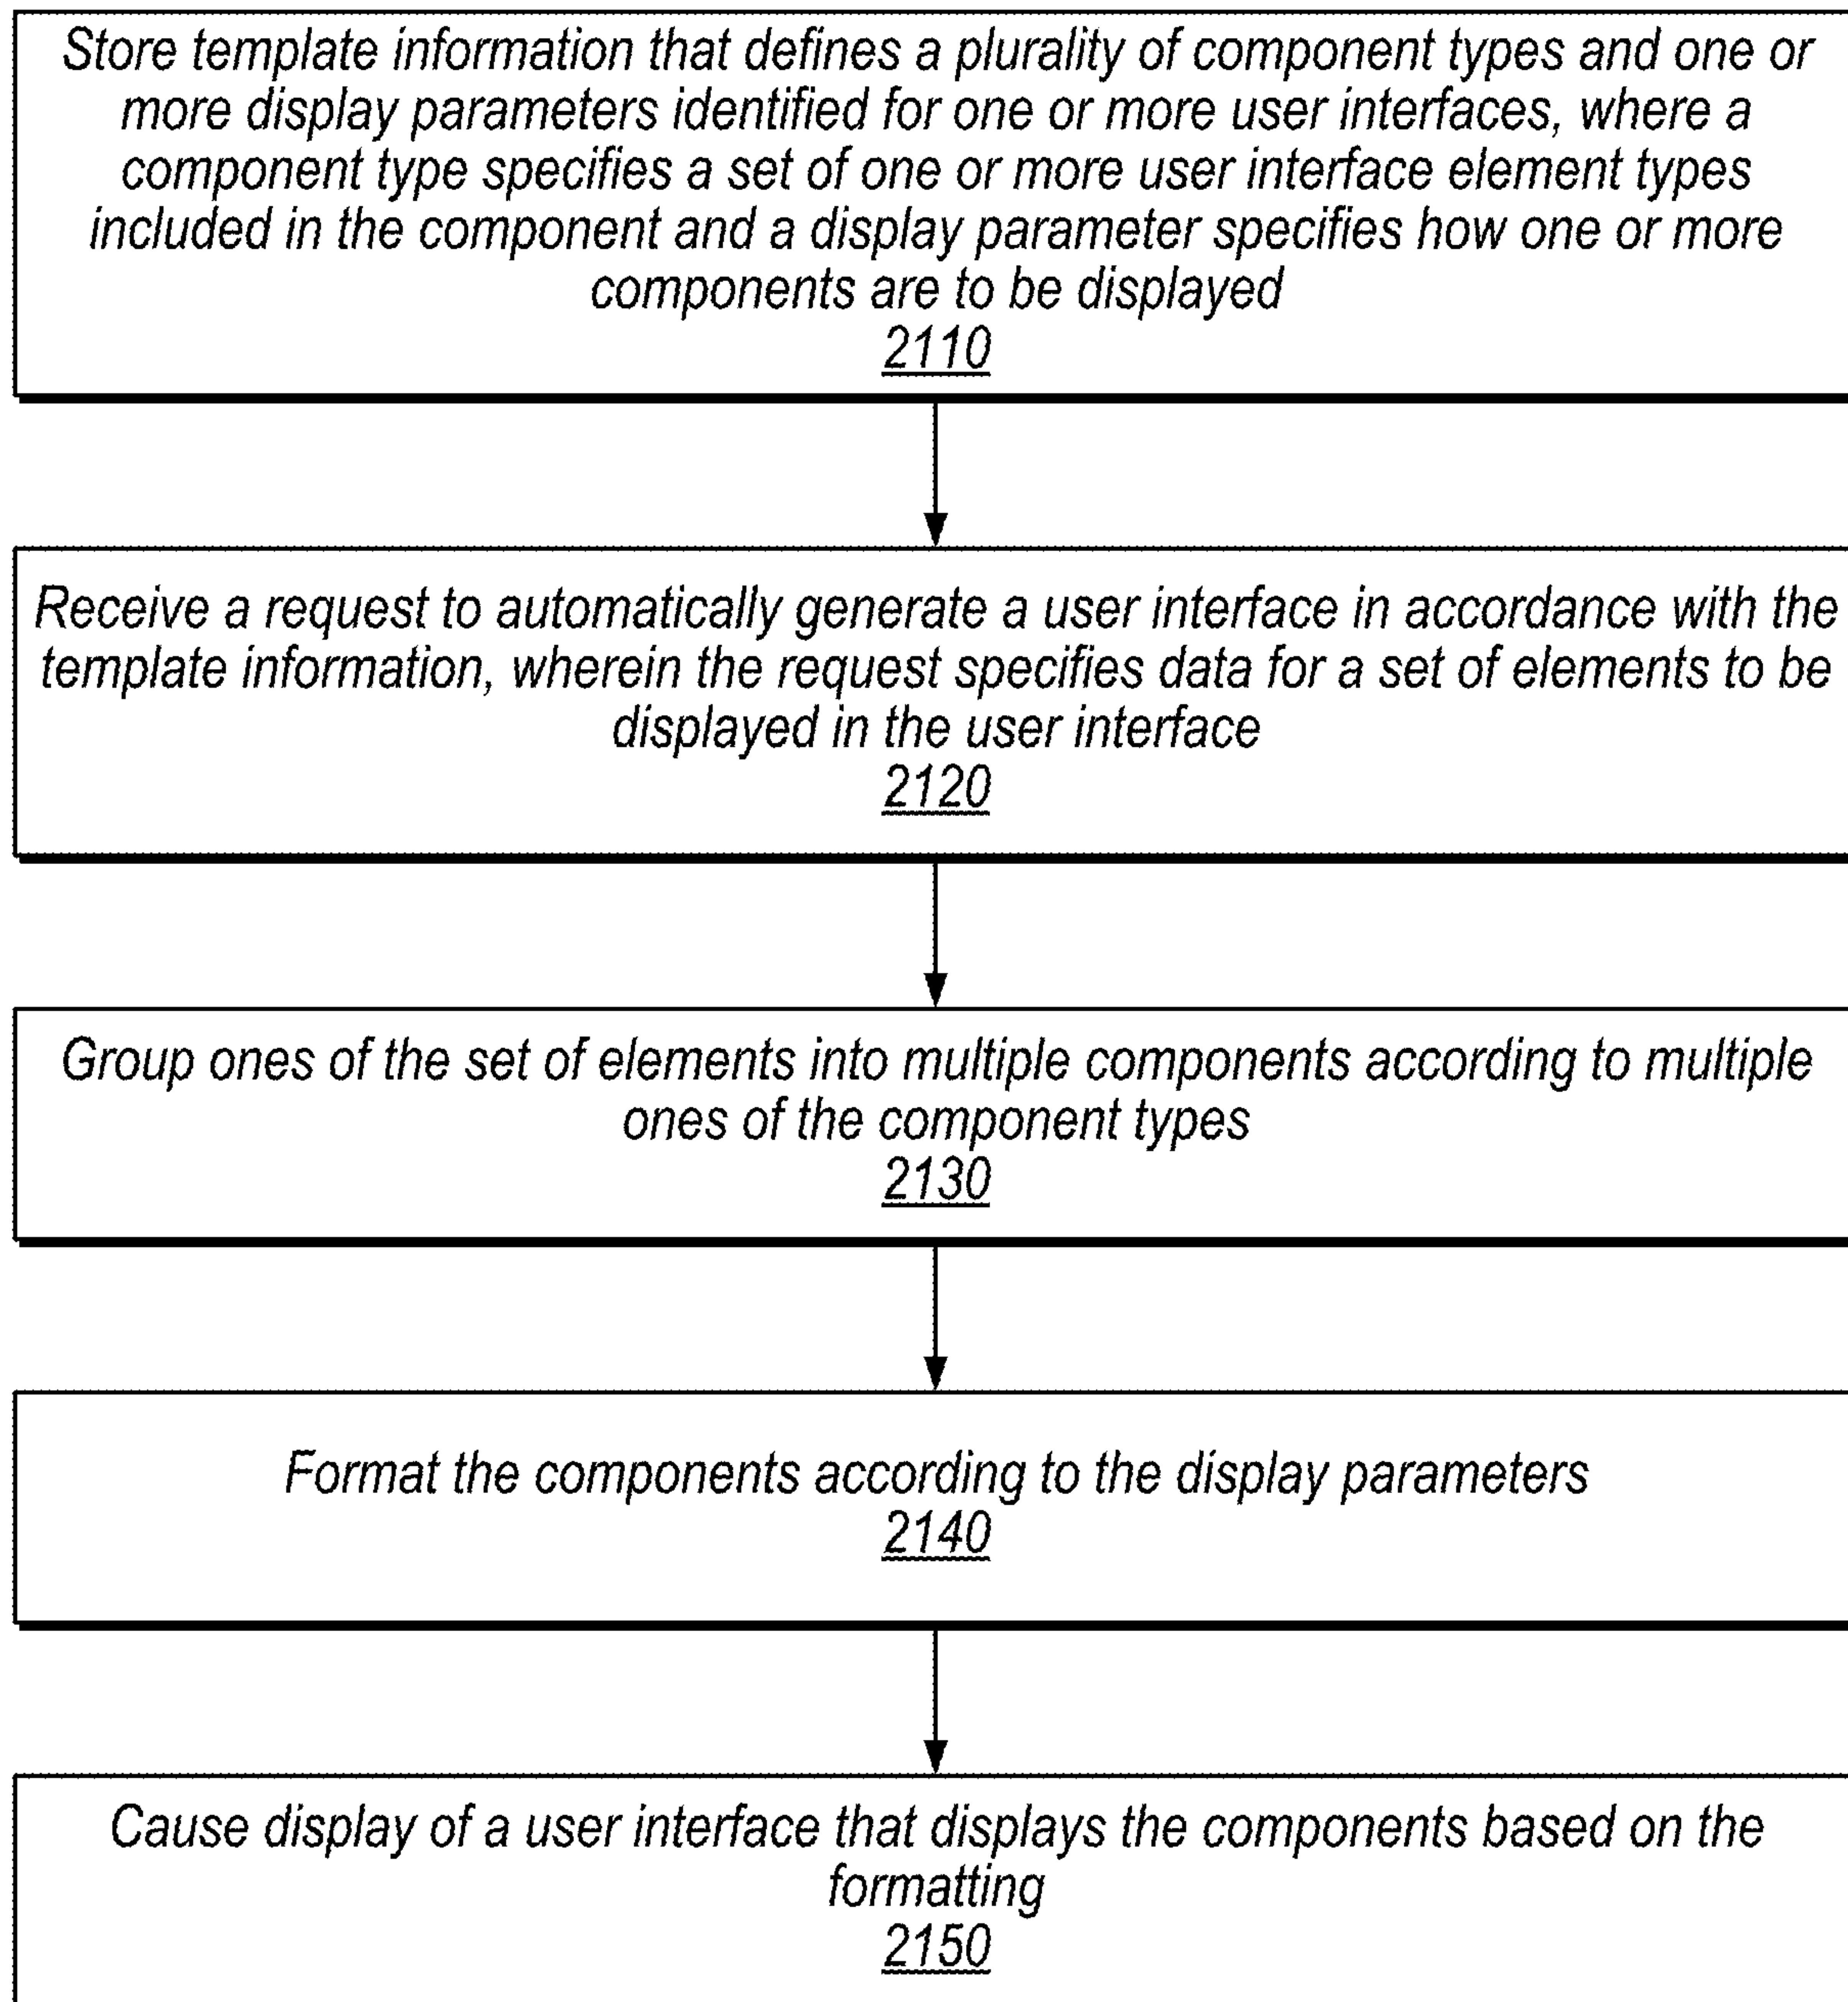 Store template information that defines a plurality of component types and one or
more display parameters identified for one or more user interfaces, where a
component type specifies a set of one or more user interface element types
included in the component and a display parameter specifies how one or more
components are to be displayed
2110
Receive a request to automatically generate a user interface in accordance with the
template information, wherein the request specifies data for a set of elements to be
displayed in the user interface
2120
Group ones of the set of elements into multiple components according to multiple
ones of the component types
2130
Format the components according to the display parameters
2140
Cause display of a user interface that displays the components based on the
formatting
2150